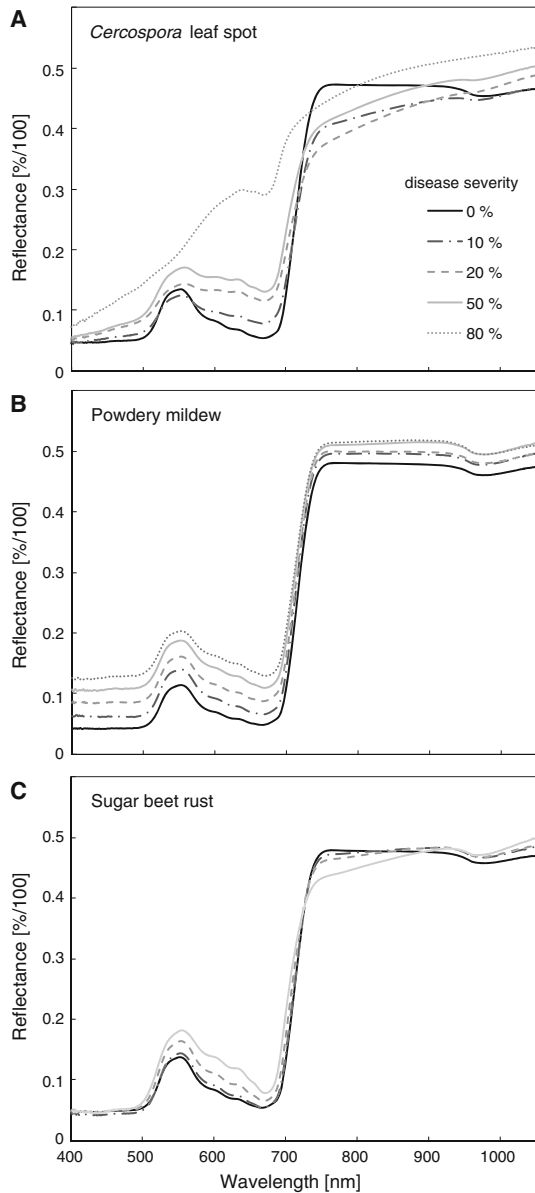 A
Cercospora leaf spot
Reflectance [%/100]
0.5
0.4
0.3
0.2
0.1
0
disease severity
0 %
10 %
20 %
50 %
80 %
B
Powdery mildew
Reflectance [%/100]
0.5
0.4
0.3
0.2
0.1
0
C
Sugar beet rust
Reflectance [%/100]
0.5
0.4
0.3
0.2
0.1
0
400 500 600 700 800 900 1000
Wavelength [nm]